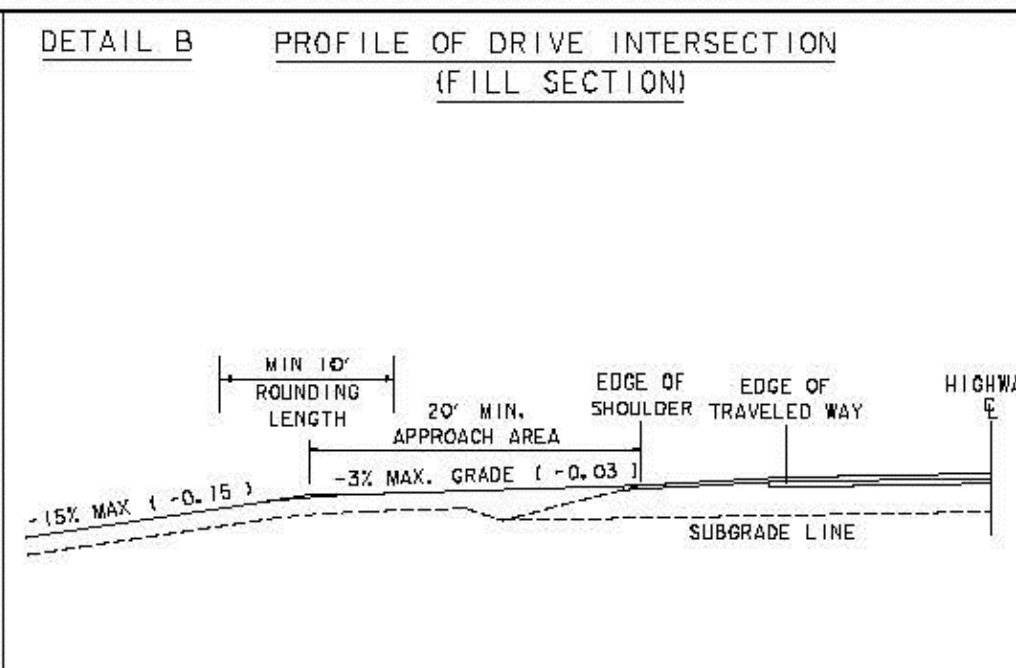 DETAIL B
PROFILE OF DRIVE INTERSECTION
(FILL SECTION)
MIN 10'
ROUNDING
LENGTH
20' MIN.
APPROACH AREA
EDGE OF
SHOULDER
EDGE OF
TRAVELED WAY
HIGHWA
℄
-3% MAX. GRADE ( -0.03 )
-15% MAX ( -0.15 )
SUBGRADE LINE